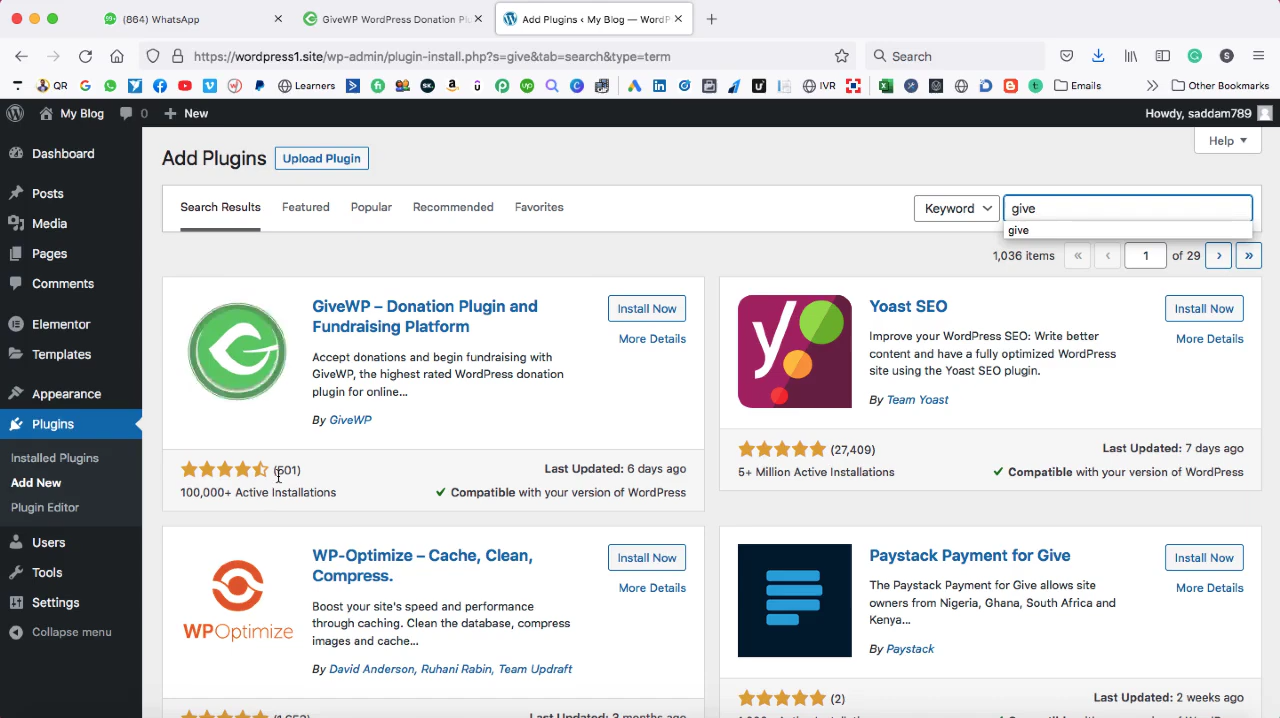 (864) WhatsApp
GiveWP WordPress Donation Plu
Add Plugins ‹ My Blog — WordP
https://wordpress1.site/wp-admin/plugin-install.php?s=give&tab=search&type=term
Search
QR
Learners
IVR
Emails
Other Bookmarks
My Blog
0
New
Howdy, saddam789
Dashboard
Posts
Media
Pages
Comments
Elementor
Templates
Appearance
Plugins
Installed Plugins
Add New
Plugin Editor
Users
Tools
Settings
Collapse menu
Add Plugins
Upload Plugin
Help
Search Results
Featured
Popular
Recommended
Favorites
Keyword
give
give
1,036 items
«
‹
1
of 29
›
»
GiveWP – Donation Plugin and
Fundraising Platform
Install Now
More Details
Accept donations and begin fundraising with
GiveWP, the highest rated WordPress donation
plugin for online...
By GiveWP
(501)
100,000+ Active Installations
Last Updated: 6 days ago
Compatible with your version of WordPress
Yoast SEO
Install Now
More Details
Improve your WordPress SEO: Write better
content and have a fully optimized WordPress
site using the Yoast SEO plugin.
By Team Yoast
(27,409)
5+ Million Active Installations
Last Updated: 7 days ago
Compatible with your version of WordPress
WPOptimize
WP-Optimize – Cache, Clean,
Compress.
Install Now
More Details
Boost your site's speed and performance
through caching. Clean the database, compress
images and cache...
By David Anderson, Ruhani Rabin, Team Updraft
Paystack Payment for Give
Install Now
More Details
The Paystack Payment for Give allows site
owners from Nigeria, Ghana, South Africa and
Kenya...
By Paystack
(2)
Last Updated: 2 weeks ago